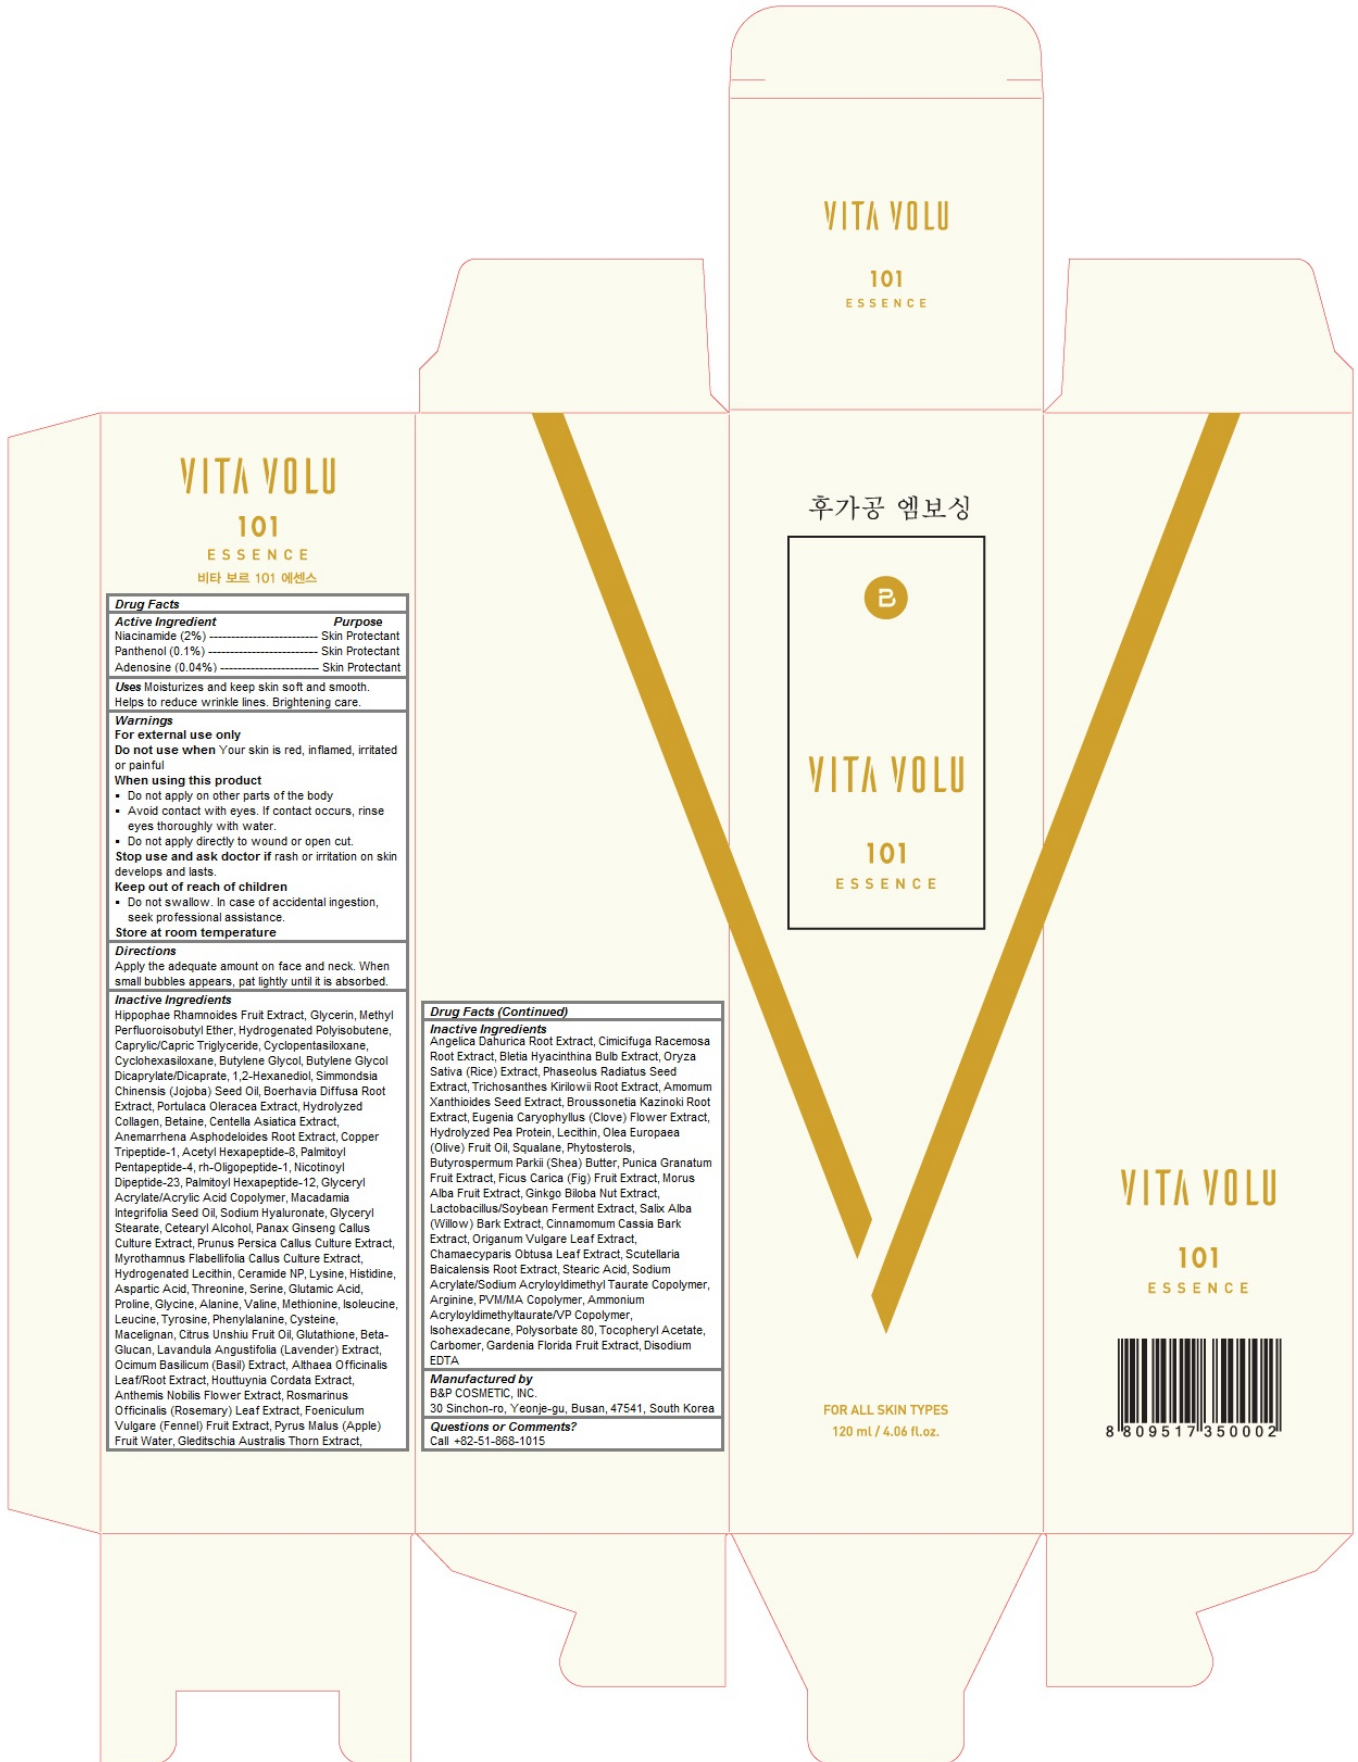 VITA VOLU
101
ESSENCE
VITA VOLU
101
ESSENCE
비타 보르 101 에센스
Drug Facts
Active Ingredient Purpose
Niacinamide (2%) ------------------------- Skin Protectant
Panthenol (0.1%) ------------------------- Skin Protectant
Adenosine (0.04%) ----------------------- Skin Protectant
Uses Moisturizes and keep skin soft and smooth.
Helps to reduce wrinkle lines. Brightening care.
Warnings
For external use only
Do not use when Your skin is red, inflamed, irritated
or painful
When using this product
▪ Do not apply on other parts of the body
▪ Avoid contact with eyes. If contact occurs, rinse
eyes thoroughly with water.
▪ Do not apply directly to wound or open cut.
Stop use and ask doctor if rash or irritation on skin
develops and lasts.
Keep out of reach of children
▪ Do not swallow. In case of accidental ingestion,
seek professional assistance.
Store at room temperature
Directions
Apply the adequate amount on face and neck. When
small bubbles appears, pat lightly until it is absorbed.
Inactive Ingredients
Hippophae Rhamnoides Fruit Extract, Glycerin, Methyl
Perfluoroisobutyl Ether, Hydrogenated Polyisobutene,
Caprylic/Capric Triglyceride, Cyclopentasiloxane,
Cyclohexasiloxane, Butylene Glycol, Butylene Glycol
Dicaprylate/Dicaprate, 1,2-Hexanediol, Simmondsia
Chinensis (Jojoba) Seed Oil, Boerhavia Diffusa Root
Extract, Portulaca Oleracea Extract, Hydrolyzed
Collagen, Betaine, Centella Asiatica Extract,
Anemarrhena Asphodeloides Root Extract, Copper
Tripeptide-1, Acetyl Hexapeptide-8, Palmitoyl
Pentapeptide-4, rh-Oligopeptide-1, Nicotinoyl
Dipeptide-23, Palmitoyl Hexapeptide-12, Glyceryl
Acrylate/Acrylic Acid Copolymer, Macadamia
Integrifolia Seed Oil, Sodium Hyaluronate, Glyceryl
Stearate, Cetearyl Alcohol, Panax Ginseng Callus
Culture Extract, Prunus Persica Callus Culture Extract,
Myrothamnus Flabellifolia Callus Culture Extract,
Hydrogenated Lecithin, Ceramide NP, Lysine, Histidine,
Aspartic Acid, Threonine, Serine, Glutamic Acid,
Proline, Glycine, Alanine, Valine, Methionine, Isoleucine,
Leucine, Tyrosine, Phenylalanine, Cysteine,
Macelignan, Citrus Unshiu Fruit Oil, Glutathione, Beta-
Glucan, Lavandula Angustifolia (Lavender) Extract,
Ocimum Basilicum (Basil) Extract, Althaea Officinalis
Leaf/Root Extract, Houttuynia Cordata Extract,
Anthemis Nobilis Flower Extract, Rosmarinus
Officinalis (Rosemary) Leaf Extract, Foeniculum
Vulgare (Fennel) Fruit Extract, Pyrus Malus (Apple)
Fruit Water, Gleditschia Australis Thorn Extract,
Drug Facts (Continued)
Inactive Ingredients
Angelica Dahurica Root Extract, Cimicifuga Racemosa
Root Extract, Bletia Hyacinthina Bulb Extract, Oryza
Sativa (Rice) Extract, Phaseolus Radiatus Seed
Extract, Trichosanthes Kirilowii Root Extract, Amomum
Xanthioides Seed Extract, Broussonetia Kazinoki Root
Extract, Eugenia Caryophyllus (Clove) Flower Extract,
Hydrolyzed Pea Protein, Lecithin, Olea Europaea
(Olive) Fruit Oil, Squalane, Phytosterols,
Butyrospermum Parkii (Shea) Butter, Punica Granatum
Fruit Extract, Ficus Carica (Fig) Fruit Extract, Morus
Alba Fruit Extract, Ginkgo Biloba Nut Extract,
Lactobacillus/Soybean Ferment Extract, Salix Alba
(Willow) Bark Extract, Cinnamomum Cassia Bark
Extract, Origanum Vulgare Leaf Extract,
Chamaecyparis Obtusa Leaf Extract, Scutellaria
Baicalensis Root Extract, Stearic Acid, Sodium
Acrylate/Sodium Acryloyldimethyl Taurate Copolymer,
Arginine, PVM/MA Copolymer, Ammonium
Acryloyldimethyltaurate/VP Copolymer,
Isohexadecane, Polysorbate 80, Tocopheryl Acetate,
Carbomer, Gardenia Florida Fruit Extract, Disodium
EDTA
Manufactured by
B&P COSMETIC, INC.
30 Sinchon-ro, Yeonje-gu, Busan, 47541, South Korea
Questions or Comments?
Call +82-51-868-1015
후가공 엠보싱
B
VITA VOLU
101
ESSENCE
FOR ALL SKIN TYPES
120 ml / 4.06 fl.oz.
VITA VOLU
101
ESSENCE
8 809517 350002